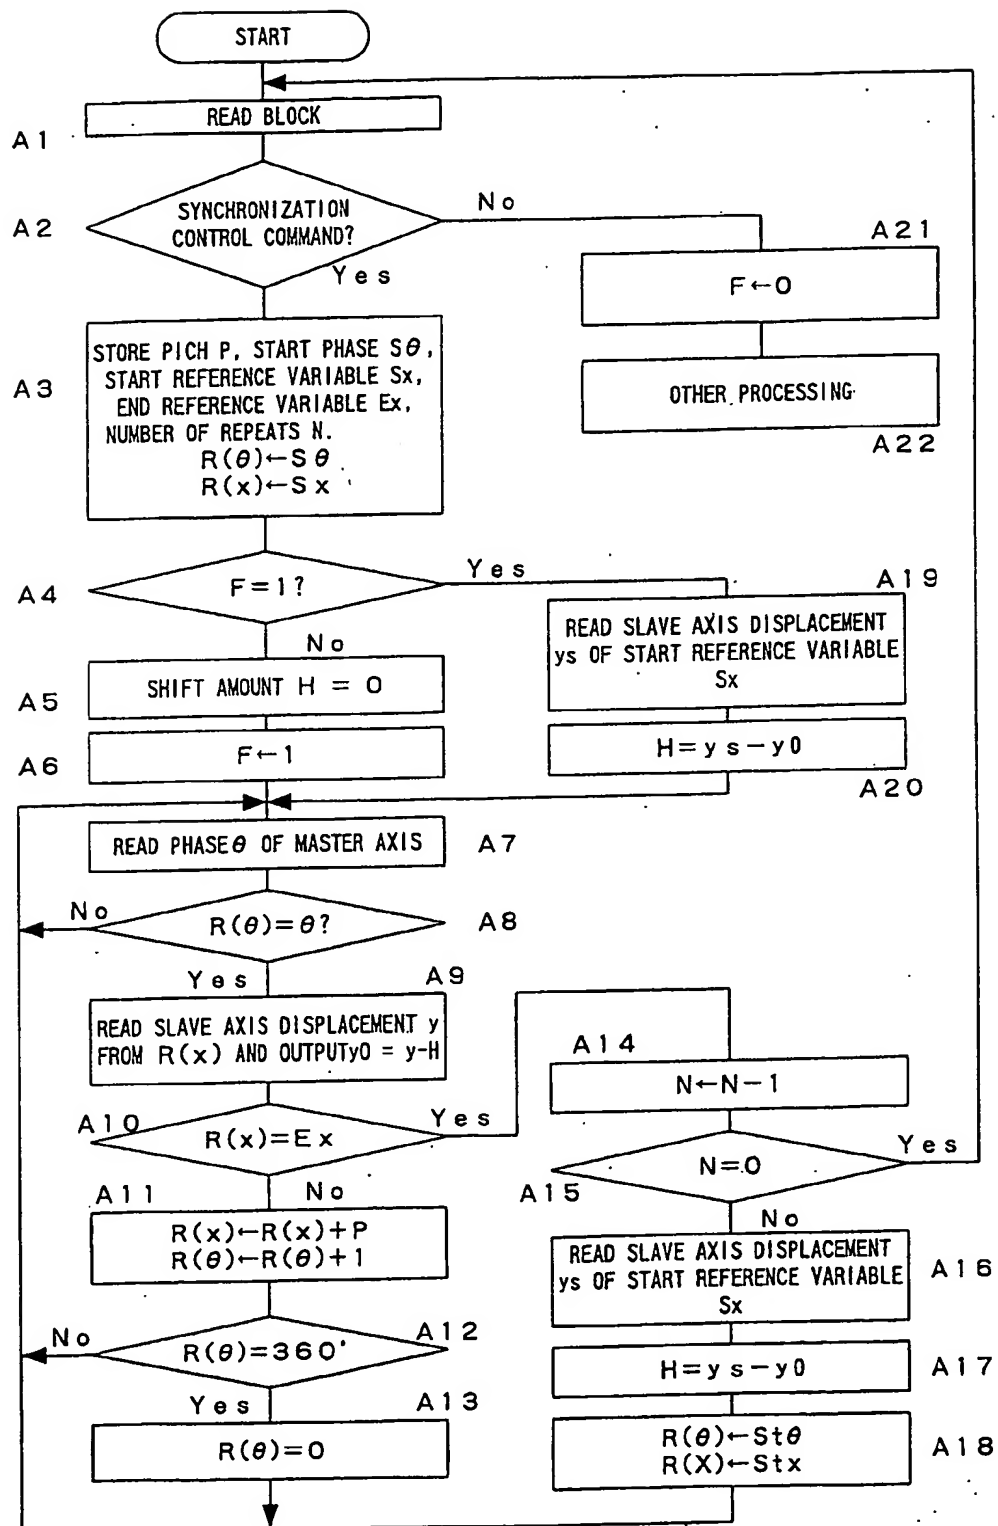 START
READ BLOCK
A1
SYNCHRONIZATION
CONTROL COMMAND?
A2
No
Yes
A21
F←0
OTHER PROCESSING
A22
STORE PICH P, START PHASE Sθ,
START REFERENCE VARIABLE Sx,
END REFERENCE VARIABLE Ex,
NUMBER OF REPEATS N.
R(θ)←Sθ
R(x)←Sx
A3
F=1?
A4
Yes
No
A19
READ SLAVE AXIS DISPLACEMENT
ys OF START REFERENCE VARIABLE
Sx
SHIFT AMOUNT H = 0
A5
F←1
A6
H=ys−y0
A20
READ PHASE θ OF MASTER AXIS
A7
No
R(θ)=θ?
A8
Yes
A9
READ SLAVE AXIS DISPLACEMENT y
FROM R(x) AND OUTPUTy0 = y-H
A10
R(x)=Ex
Yes
No
A14
N←N−1
N=0
Yes
A15
No
A11
R(x)←R(x)+P
R(θ)←R(θ)+1
READ SLAVE AXIS DISPLACEMENT
ys OF START REFERENCE VARIABLE
Sx
A16
No
R(θ)=360°
A12
Yes
H=ys−y0
A17
A13
R(θ)=0
R(θ)←Stθ
R(X)←Stx
A18